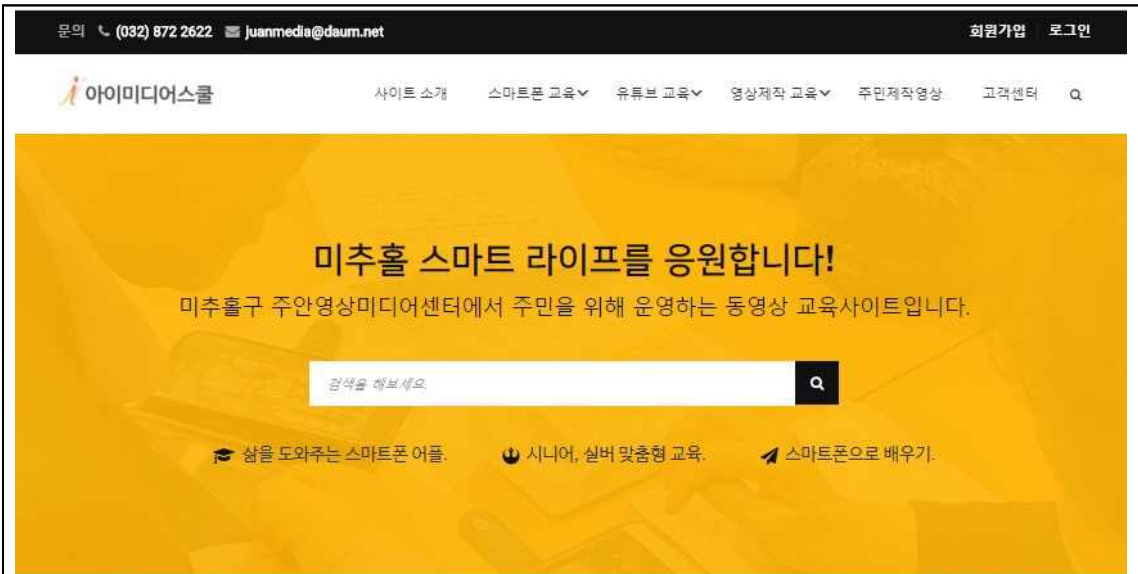 문의 (032) 872 2622 juanmedia@daum.net 회원가입 로그인
아이미디어스쿨 사이트 소개 스마트폰 교육 유튜브 교육 영상제작 교육 주민제작영상 고객센터
미추홀 스마트 라이프를 응원합니다!
미추홀구 주안영상미디어센터에서 주민을 위해 운영하는 동영상 교육사이트입니다.
검색을 해보세요.
삶을 도와주는 스마트폰 어플. 시니어, 실버 맞춤형 교육. 스마트폰으로 배우기.